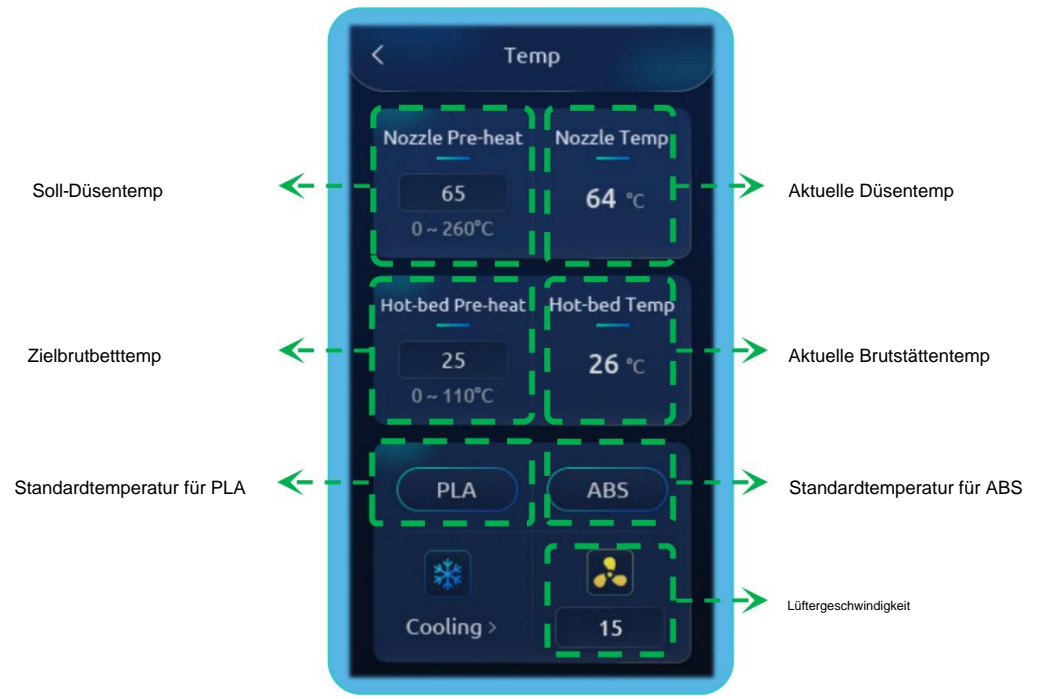 < Temp
Nozzle Pre-heat
Nozzle Temp
Soll-Düsentemp
65
0 ~ 260°C
64 °C
Aktuelle Düsentemp
Hot-bed Pre-heat
Hot-bed Temp
Zielbrutbetttemp
25
0 ~ 110°C
26 °C
Aktuelle Brutstättentemp
Standardtemperatur für PLA
PLA
ABS
Standardtemperatur für ABS
Cooling >
15
Lüftergeschwindigkeit